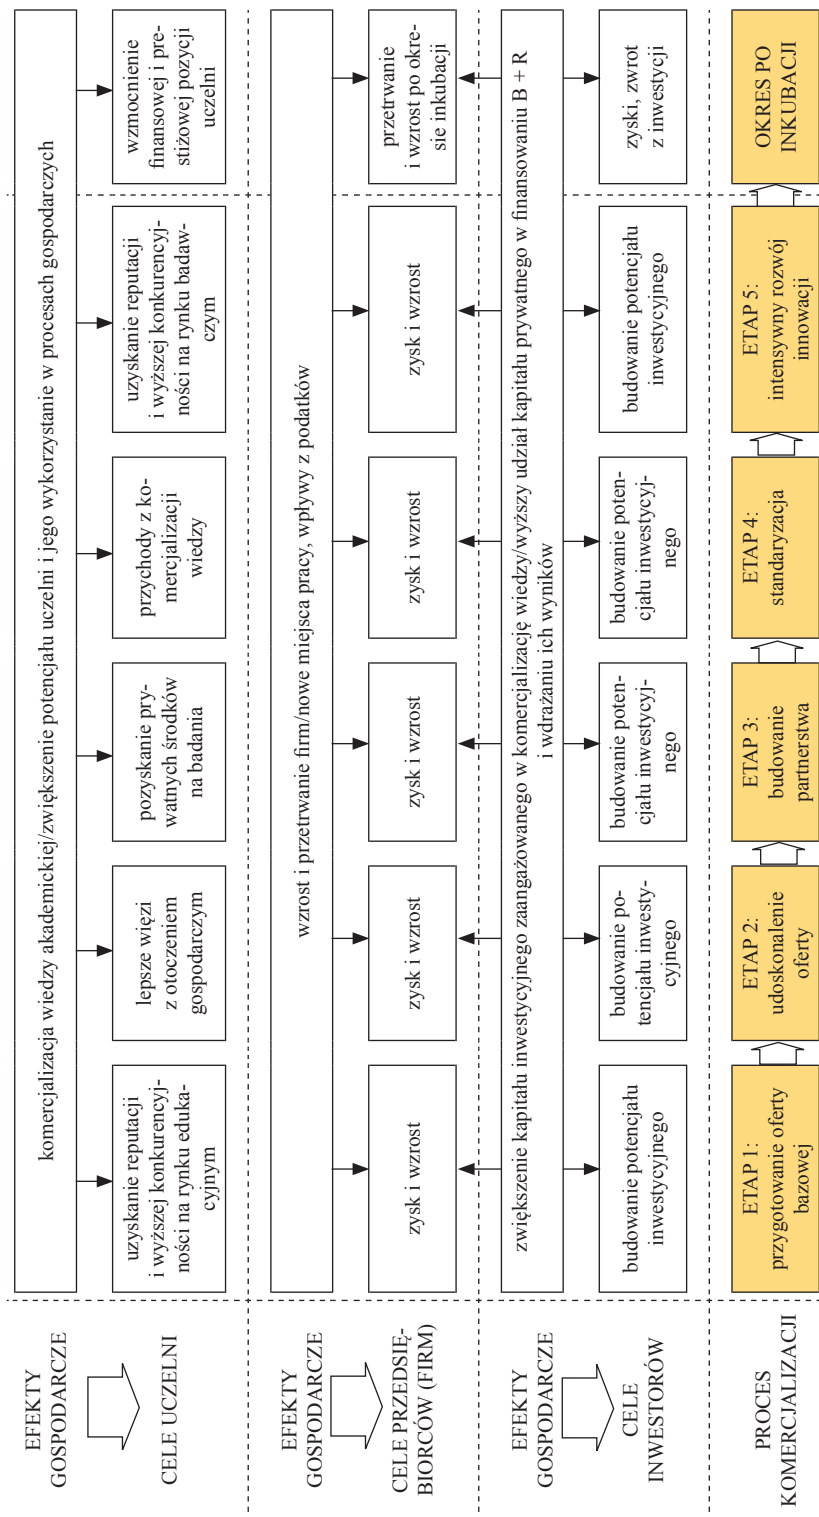 EFEKTY
GOSPODARCZE
CELE UCZELNI
komercjalizacja wiedzy akademickiej/zwiększenie potencjału uczelni i jego wykorzystanie w procesach gospodarczych
uzyskanie reputacji
i wyższej konkurencyj-
ności na rynku eduka-
cyjnym
lepsze więzi
z otoczeniem
gospodarczym
pozyskanie pry-
watnych środków
na badania
przychody z ko-
mercjalizacji
wiedzy
uzyskanie reputacji
i wyższej konkurencyj-
ności na rynku badaw-
czym
wzmocnienie
finansowej i pre-
stiżowej pozycji
uczelni
EFEKTY
GOSPODARCZE
CELE PRZEDSIĘ-
BIORCÓW (FIRM)
wzrost i przetrwanie firm/nowe miejsca pracy, wpływy z podatków
zysk i wzrost
zysk i wzrost
zysk i wzrost
zysk i wzrost
zysk i wzrost
przetrwanie
i wzrost po okre-
sie inkubacji
EFEKTY
GOSPODARCZE
CELE
INWESTORÓW
zwiększenie kapitału inwestycyjnego zaangażowanego w komercjalizację wiedzy/wyższy udział kapitału prywatnego w finansowaniu B + R
i wdrażaniu ich wyników
budowanie potencjału
inwestycyjnego
budowanie po-
tencjału inwesty-
cyjnego
budowanie poten-
cjału inwestycyj-
nego
budowanie poten-
cjału inwestycyj-
nego
budowanie potencjału
inwestycyjnego
zyski, zwrot
z inwestycji
PROCES
KOMERCJALIZACJI
ETAP 1:
przygotowanie oferty
bazowej
ETAP 2:
udoskonalenie
oferty
ETAP 3:
budowanie
partnerstwa
ETAP 4:
standaryzacja
ETAP 5:
intensywny rozwój
innowacji
OKRES PO
INKUBACJI